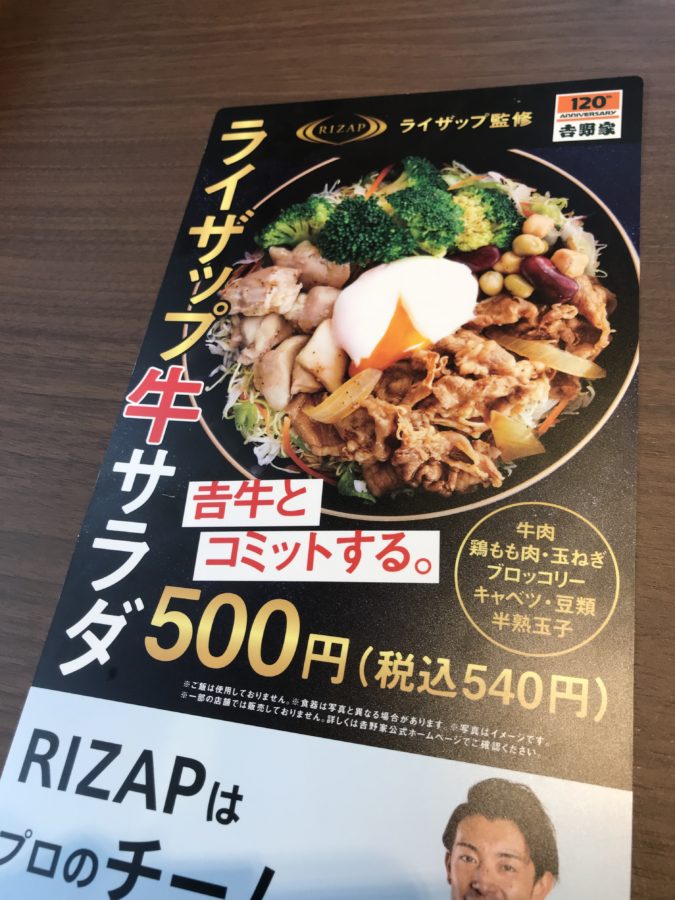 RIZAP
ライザップ監修
120th
ANNIVERSARY
吉野家
ライザップ牛サラダ
吉牛と
コミットする。
牛肉
鶏もも肉・玉ねぎ
ブロッコリー
キャベツ・豆類
半熟玉子
500円(税込540円)
※ご飯は使用しておりません。※食器は写真と異なる場合があります。※写真はイメージです。
※一部の店舗では販売しておりません。詳しくは吉野家公式ホームページでご確認ください。
RIZAPは
プロのチーム